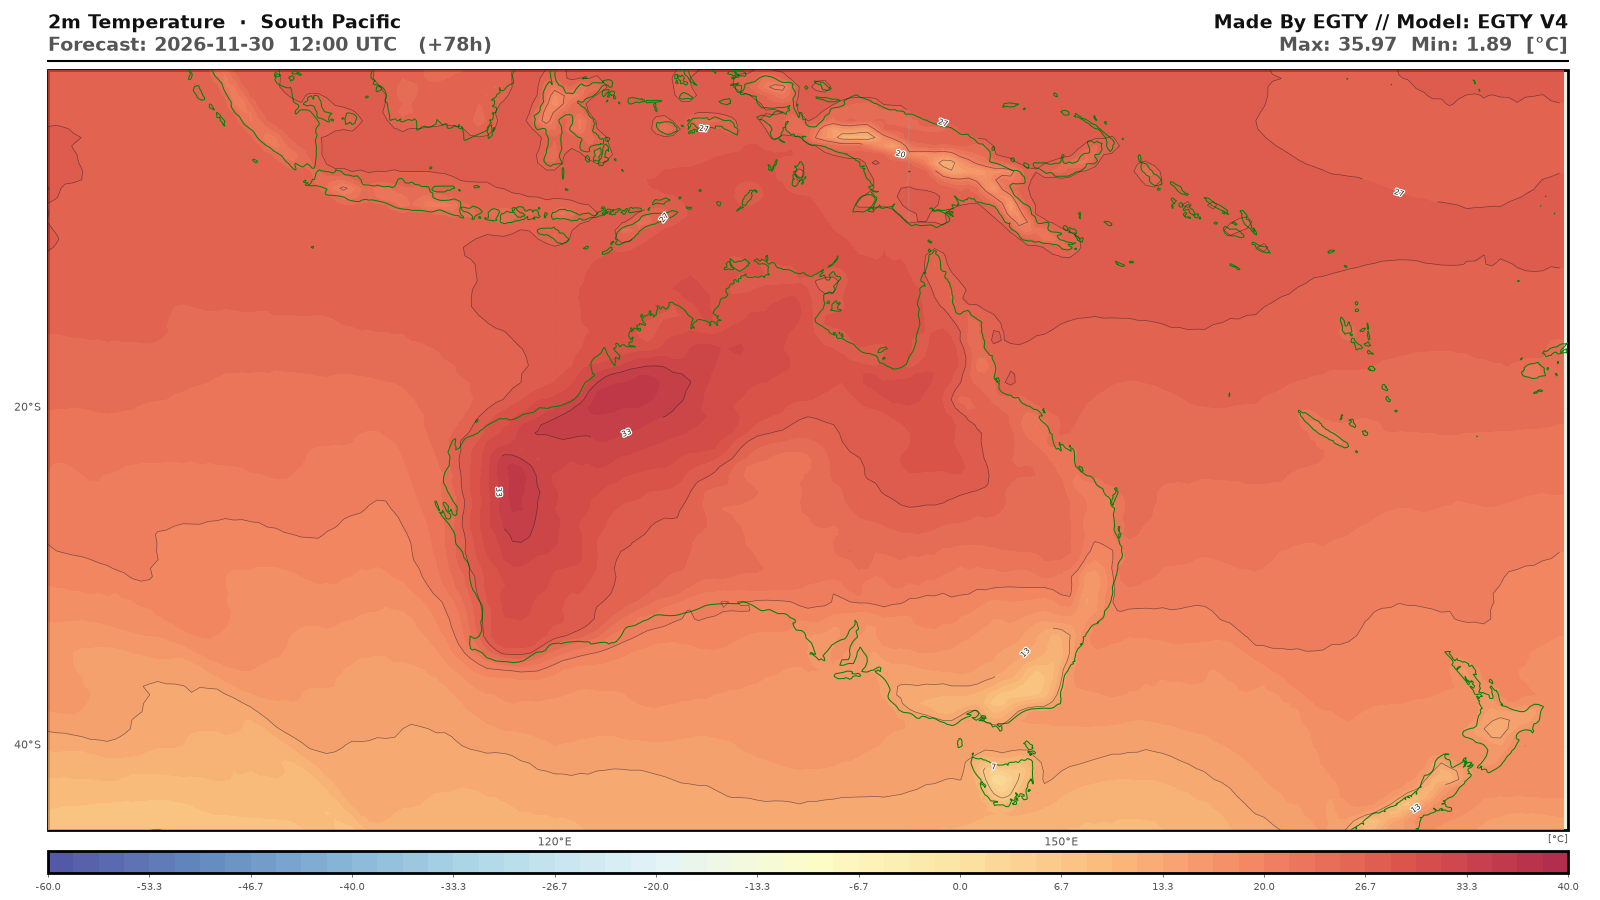 2m Temperature · South Pacific
Made By EGTY // Model: EGTY V4
Forecast: 2026-11-30 12:00 UTC (+78h)
Max: 35.97 Min: 1.89 [°C]
27
27
20
27
27
20°S
33
33
13
40°S
7
13
120°E
150°E
[°C]
-60.0 -53.3 -46.7 -40.0 -33.3 -26.7 -20.0 -13.3 -6.7 0.0 6.7 13.3 20.0 26.7 33.3 40.0